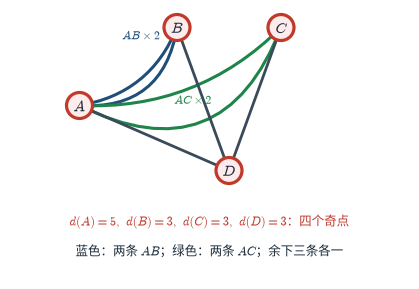 B
C
AB × 2
AC × 2
A
D
d(A) = 5, d(B) = 3, d(C) = 3, d(D) = 3：四个奇点
蓝色：两条 AB；绿色：两条 AC；余下三条各一